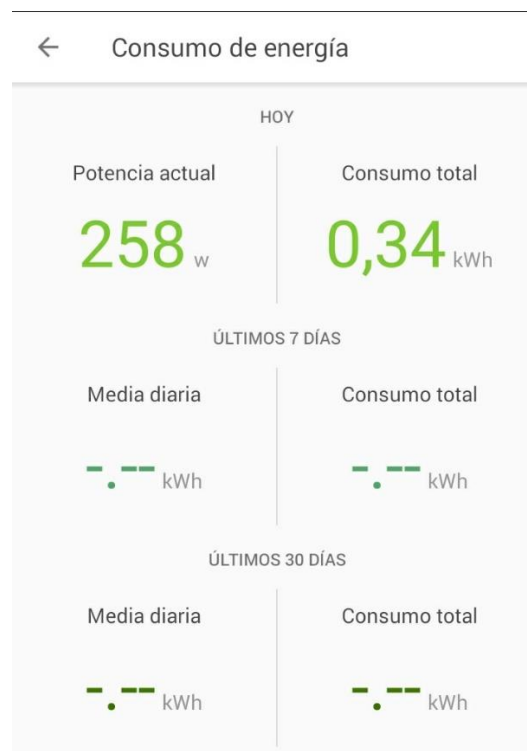 Consumo de energía
HOY
Potencia actual
Consumo total
258 w
0,34 kWh
ÚLTIMOS 7 DÍAS
Media diaria
Consumo total
-.-- kWh
-.-- kWh
ÚLTIMOS 30 DÍAS
Media diaria
Consumo total
-.-- kWh
-.-- kWh